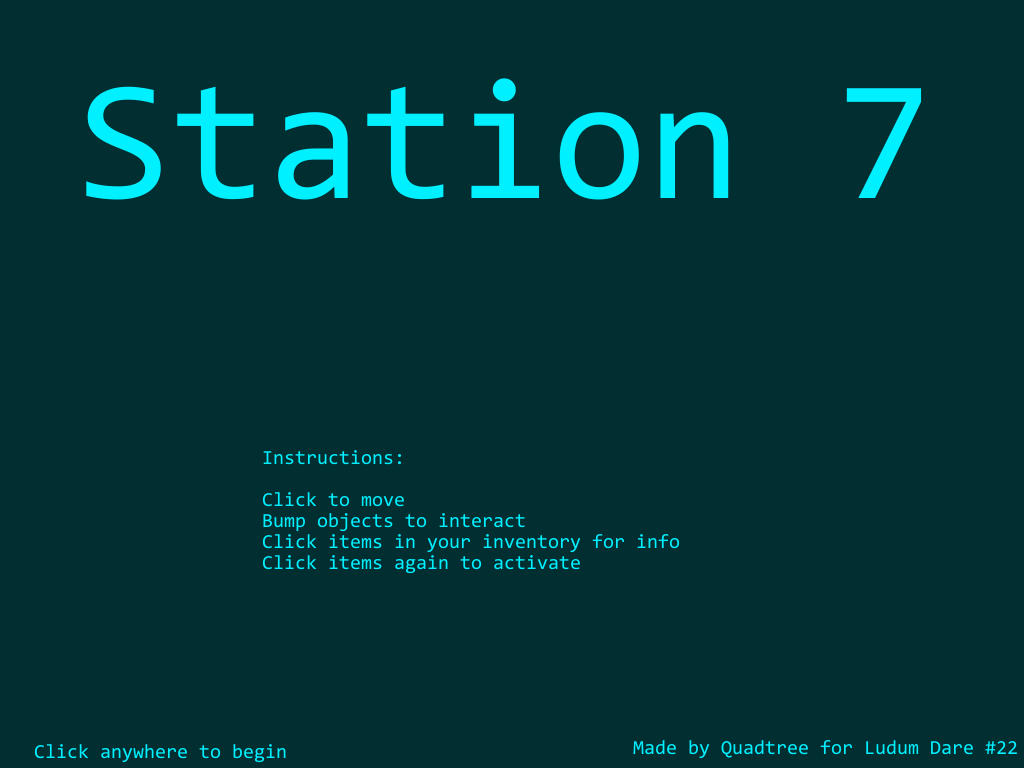 Station 7
Instructions:
Click to move
Bump objects to interact
Click items in your inventory for info
Click items again to activate
Click anywhere to begin
Made by Quadtree for Ludum Dare #22